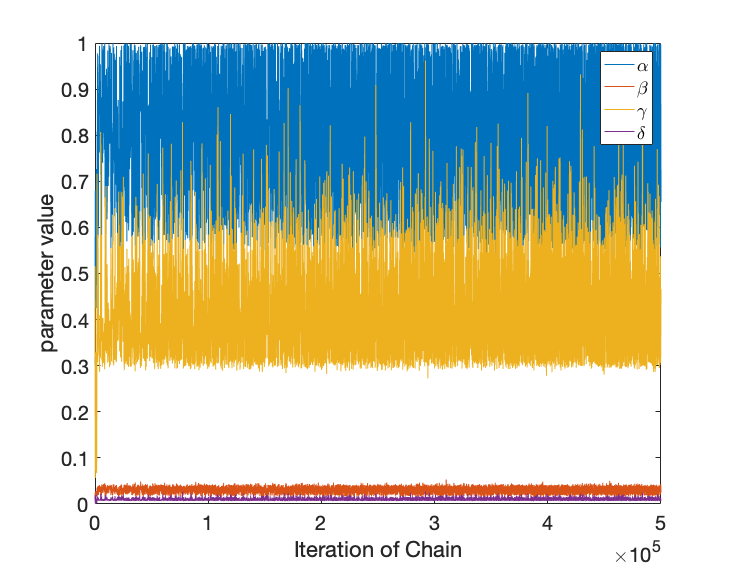 1
0.9
0.8
0.7
0.6
0.5
0.4
0.3
0.2
0.1
0
parameter value
α
β
γ
δ
0 1 2 3 4 5
Iteration of Chain
×10^5